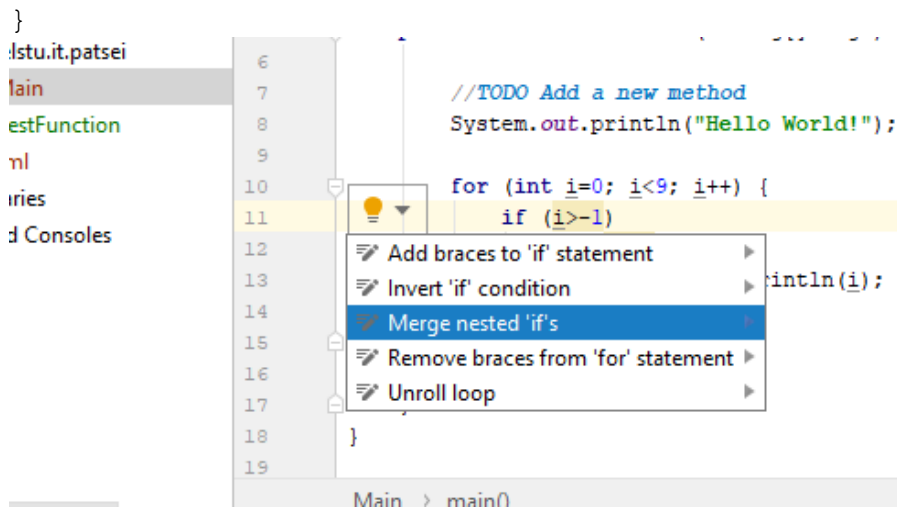 }
elstu.it.patsei
6
Main
7
//TODO Add a new method
estFunction
8
System.out.println("Hello World!");
ml
9
aries
10
for (int i=0; i<9; i++) {
d Consoles
11
if (i>-1)
12
Add braces to 'if' statement
13
Invert 'if' condition
intln(i);
14
Merge nested 'if's
15
Remove braces from 'for' statement
16
Unroll loop
17
18
}
19
Main > main()